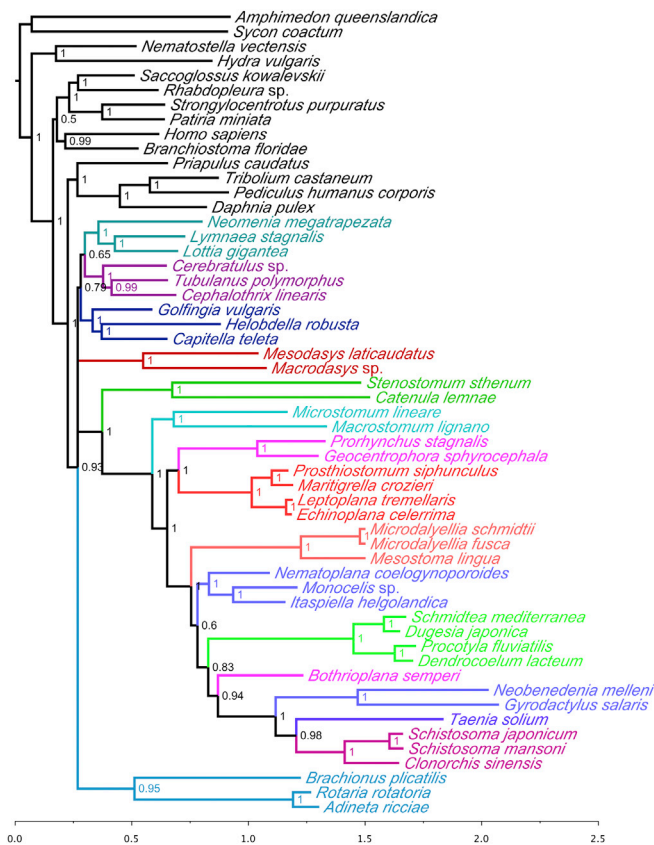 Amphimedon queenslandica
Sycon coactum
Nematostella vectensis
1
Hydra vulgaris
Saccoglossus kowalevskii
1
Rhabdopleura sp.
1
Strongylocentrotus purpuratus
1
Patiria miniata
0.5
1
Homo sapiens
0.99
Branchiostoma floridae
Priapulus caudatus
1
Tribolium castaneum
1
Pediculus humanus corporis
1
Daphnia pulex
1
Neomenia megatrapezata
1
Lymnaea stagnalis
1
Lottia gigantea
0.65
Cerebratulus sp.
1
Tubulanus polymorphus
0.79
0.99
Cephalothrix linearis
Golfingia vulgaris
1
1
Helobdella robusta
1
Capitella teleta
Mesodasys laticaudatus
1
Macrodasys sp.
Stenostomum sthenum
1
Catenula lemnae
1
Microstomum lineare
1
Macrostomum lignano
Prorhynchus stagnalis
1
Geocentrophora sphyrocephala
0.93
1
1
Prosthiostomum siphunculus
1
Maritigrella crozieri
1
Leptoplana tremellaris
1
Echinoplana celerrima
1
Microdalyellia schmidtii
1
Microdalyellia fusca
1
Mesostoma lingua
Nematoplana coelogynoporoides
1
Monocelis sp.
1
Itaspiella helgolandica
0.6
Schmidtea mediterranea
1
Dugesia japonica
1
Procotyla fluviatilis
1
Dendrocoelum lacteum
0.83
Bothrioplana semperi
0.94
Neobenedenia melleni
1
Gyrodactylus salaris
1
Taenia solium
0.98
Schistosoma japonicum
1
Schistosoma mansoni
1
Clonorchis sinensis
Brachionus plicatilis
0.95
Rotaria rotatoria
1
Adineta ricciae
0.0 0.5 1.0 1.5 2.0 2.5